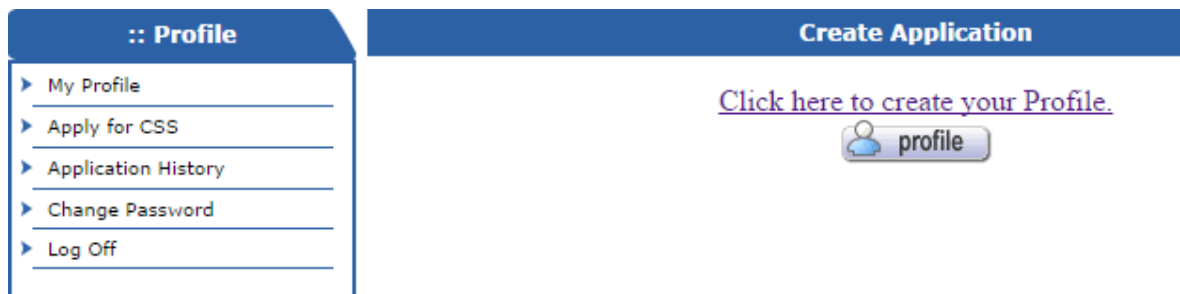 :: Profile
My Profile
Apply for CSS
Application History
Change Password
Log Off
Create Application
Click here to create your Profile.
profile